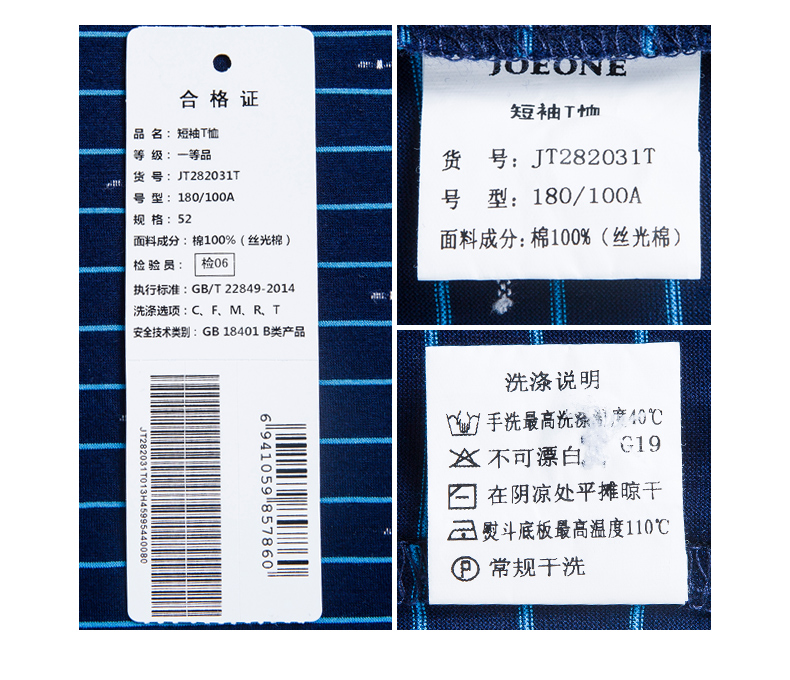 合格证
品 名：短袖T恤
等 级：一等品
货 号：JT282031T
号 型：180/100A
规 格：52
面料成分：棉100%（丝光棉）
检 验 员：检06
执行标准：GB/T 22849-2014
洗涤选项：C、F、M、R、T
安全技术类别：GB 18401 B类产品
JT282031T013H45995440080
6 941059 857860
JOEONE
短袖T恤
货 号：JT282031T
号 型：180/100A
面料成分：棉100%（丝光棉）
洗涤说明
手洗最高洗涤 度40℃
不可漂白 G19
在阴凉处平摊晾干
熨斗底板最高温度110℃
P 常规干洗